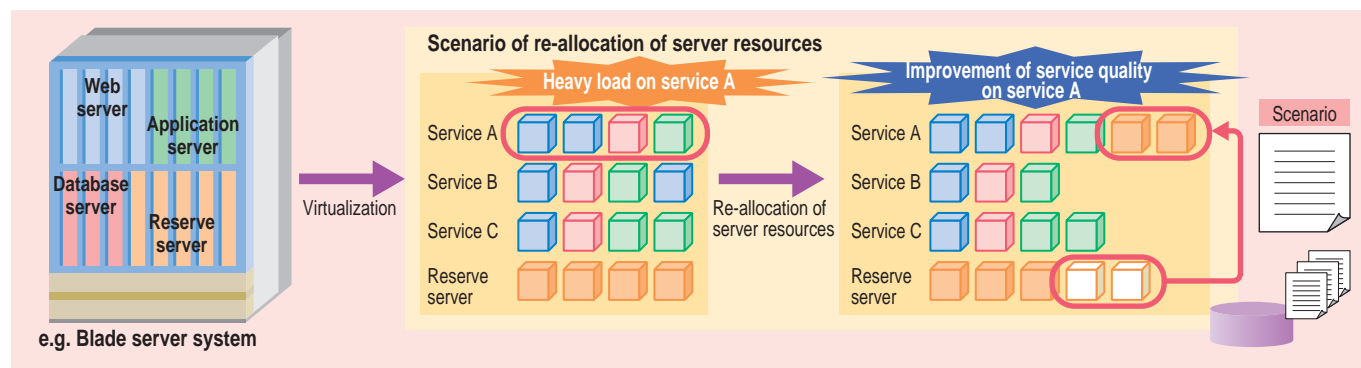 Web
server
Application
server
Database
server
Reserve
server
e.g. Blade server system
Virtualization
Scenario of re-allocation of server resources
Heavy load on service A
Service A
Service B
Service C
Reserve
server
Re-allocation of
server resources
Improvement of service quality
on service A
Service A
Service B
Service C
Reserve
server
Scenario